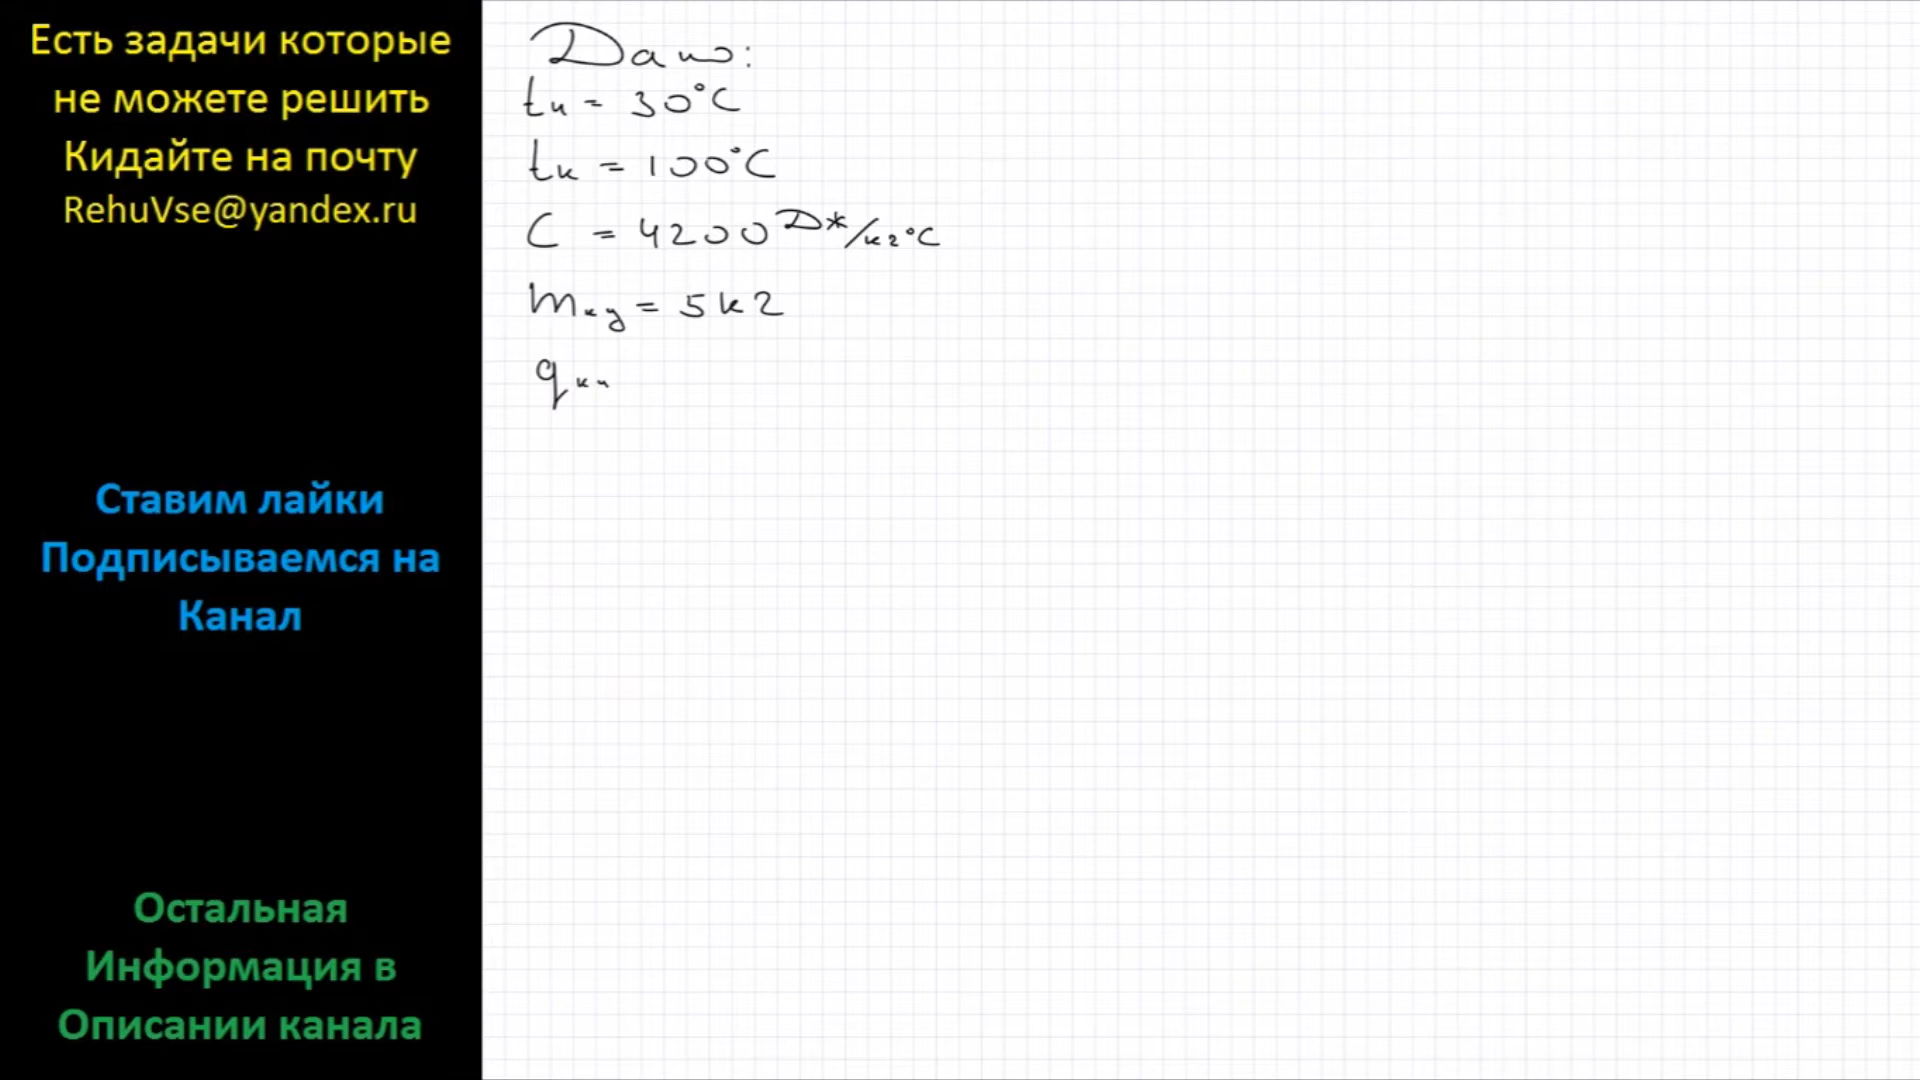 Есть задачи которые
не можете решить
Кидайте на почту
RehuVse@yandex.ru
Ставим лайки
Подписываемся на
Канал
Остальная
Информация в
Описании канала
Дано:
tн = 30°C
tк = 100°C
C = 4200 Дж/кг°C
mку = 5 кг